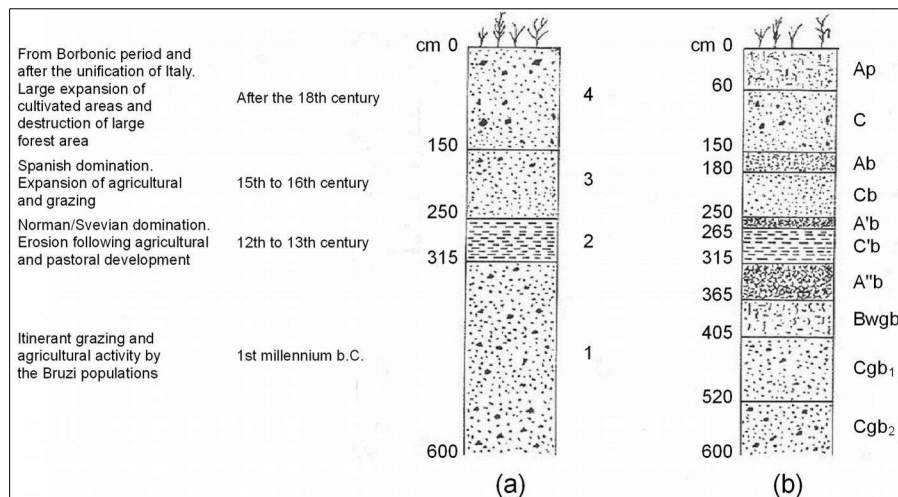 From Borbonic period and
after the unification of Italy.
Large expansion of
cultivated areas and
destruction of large
forest area
After the 18th century
Spanish domination.
Expansion of agricultural
and grazing
15th to 16th century
Norman/Svevian domination.
Erosion following agricultural
and pastoral development
12th to 13th century
Itinerant grazing and
agricultural activity by
the Bruzi populations
1st millennium b.C.
cm 0
150
250
315
600
4
3
2
1
(a)
cm 0
60
150
180
250
265
315
365
405
520
600
Ap
C
Ab
Cb
A'b
C'b
A"b
Bwgb
Cgb₁
Cgb₂
(b)